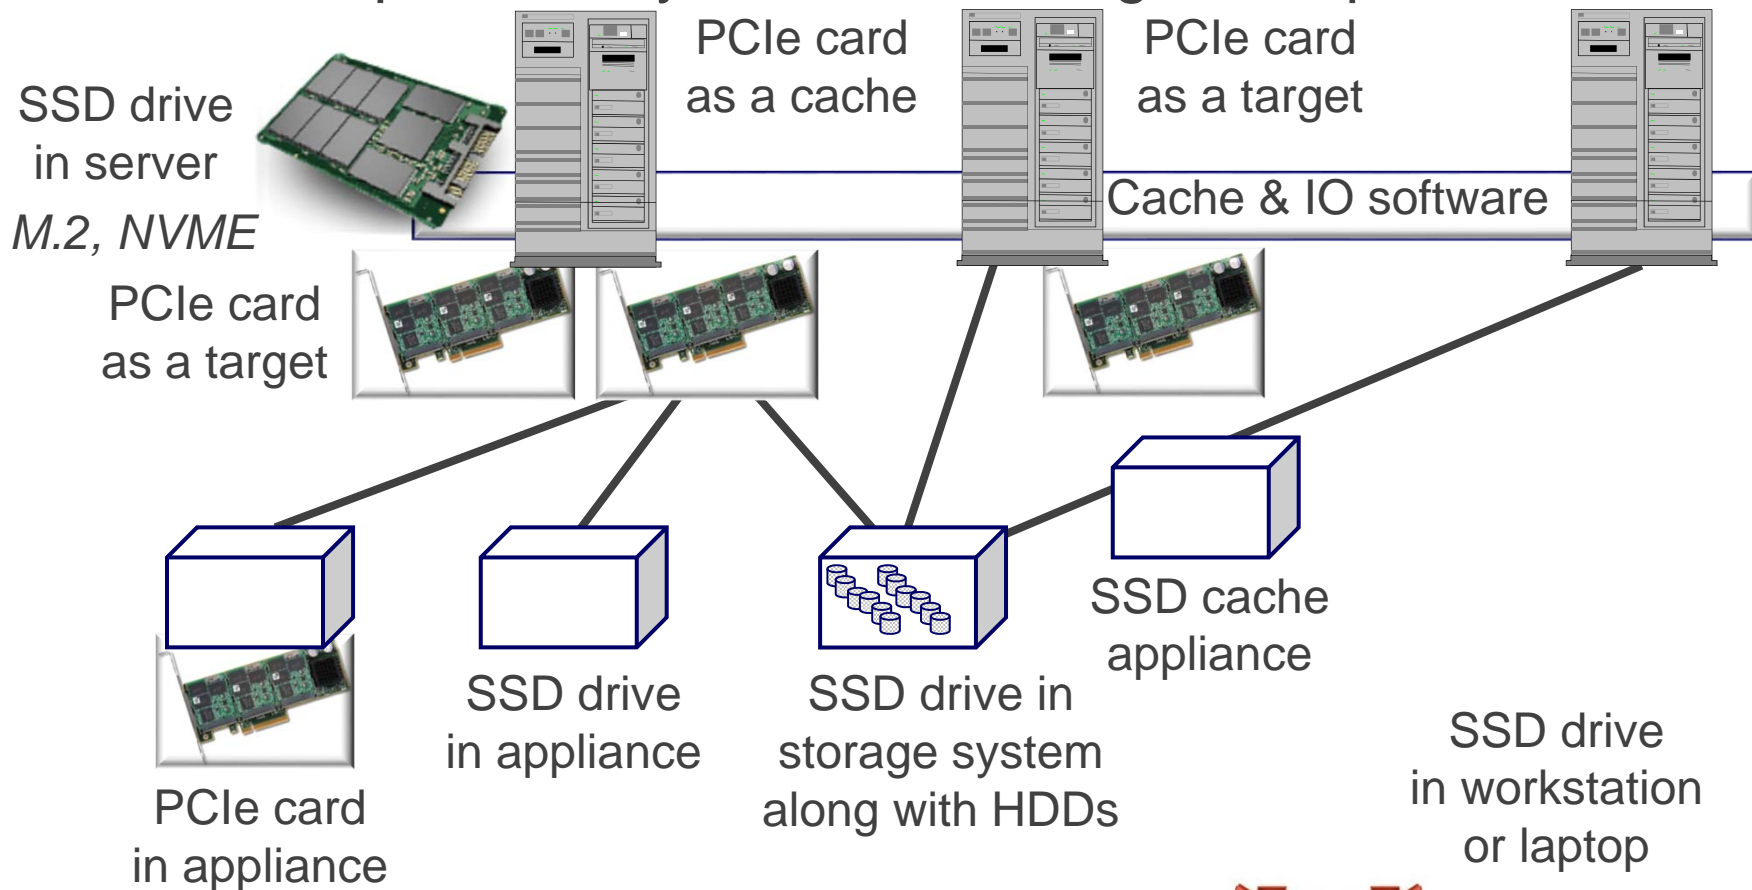 PCIe card
as a cache
PCIe card
as a target
SSD drive
in server
M.2, NVME
Cache & IO software
PCIe card
as a target
SSD cache
appliance
SSD drive
in appliance
SSD drive in
storage system
along with HDDs
SSD drive
in workstation
or laptop
PCIe card
in appliance